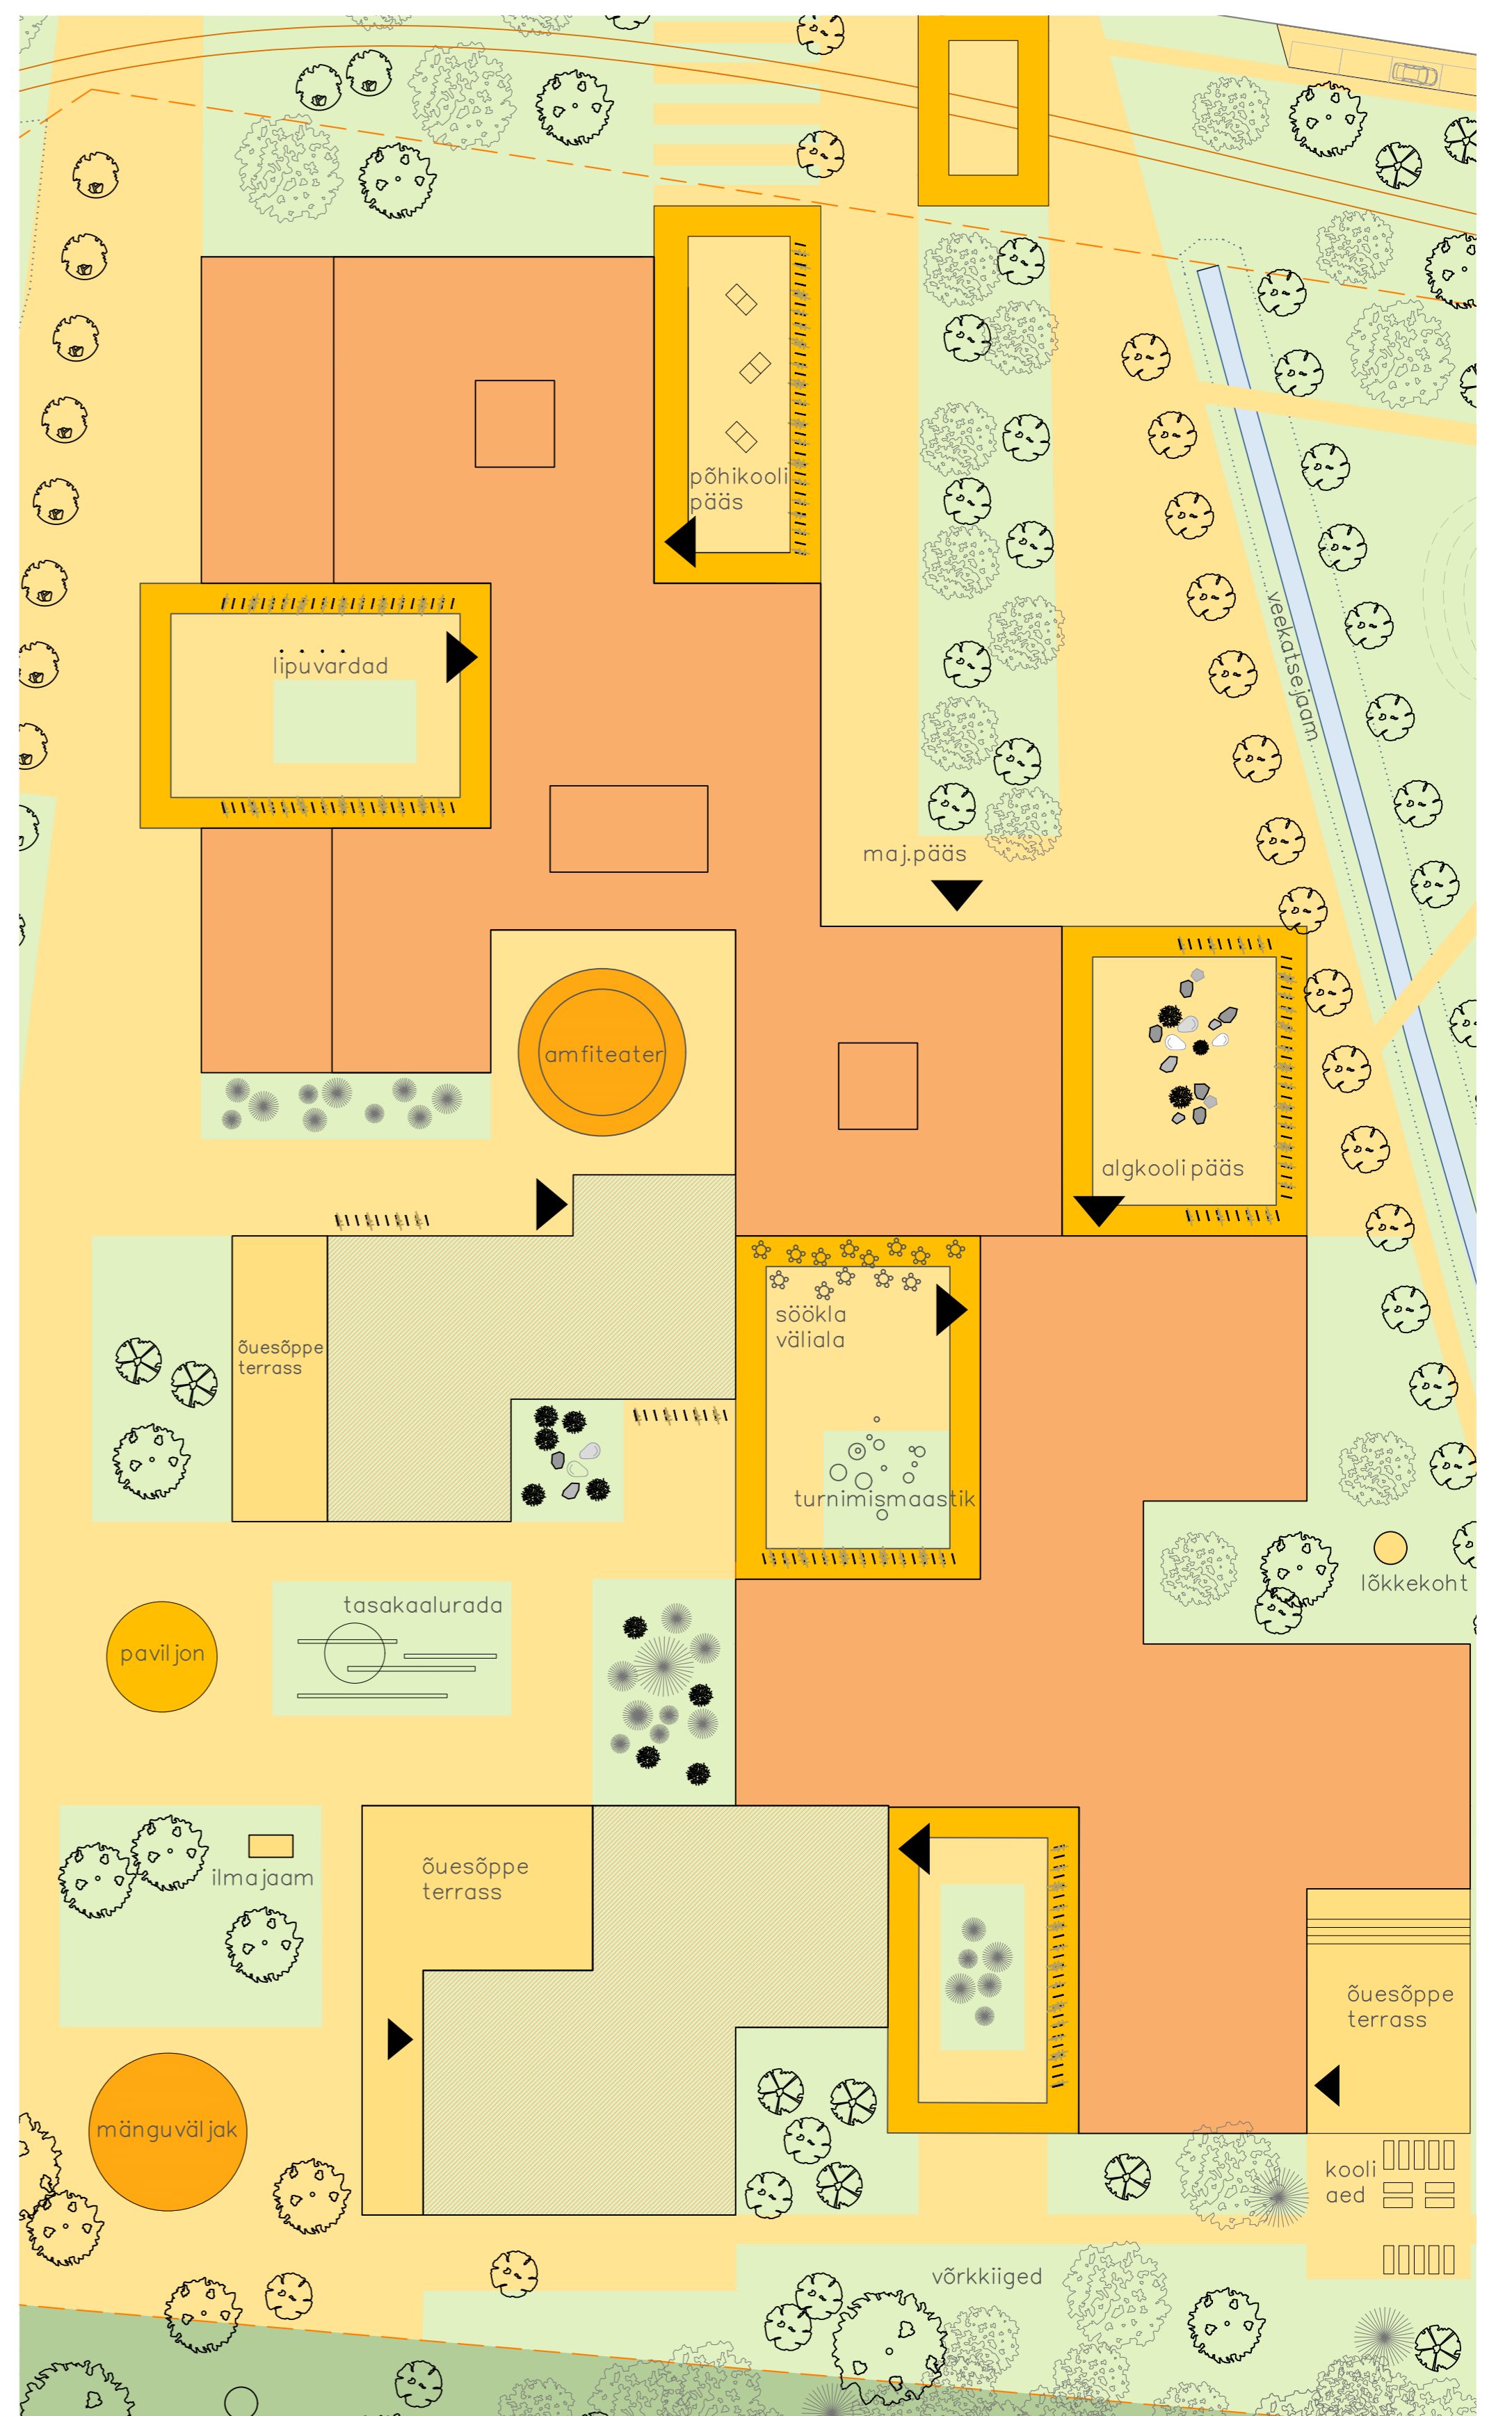 põhikooli
pääs
lipuvardad
veekatsejaam
maj.pääs
amfiteater
algkooli pääs
söökla
väliala
õuesõppe
terrass
turnimismaastik
lõkkekoht
tasakaalurada
paviljon
õuesõppe
terrass
ilmajaam
õuesõppe
terrass
mänguväljak
kooli
aed
võrkkiiged